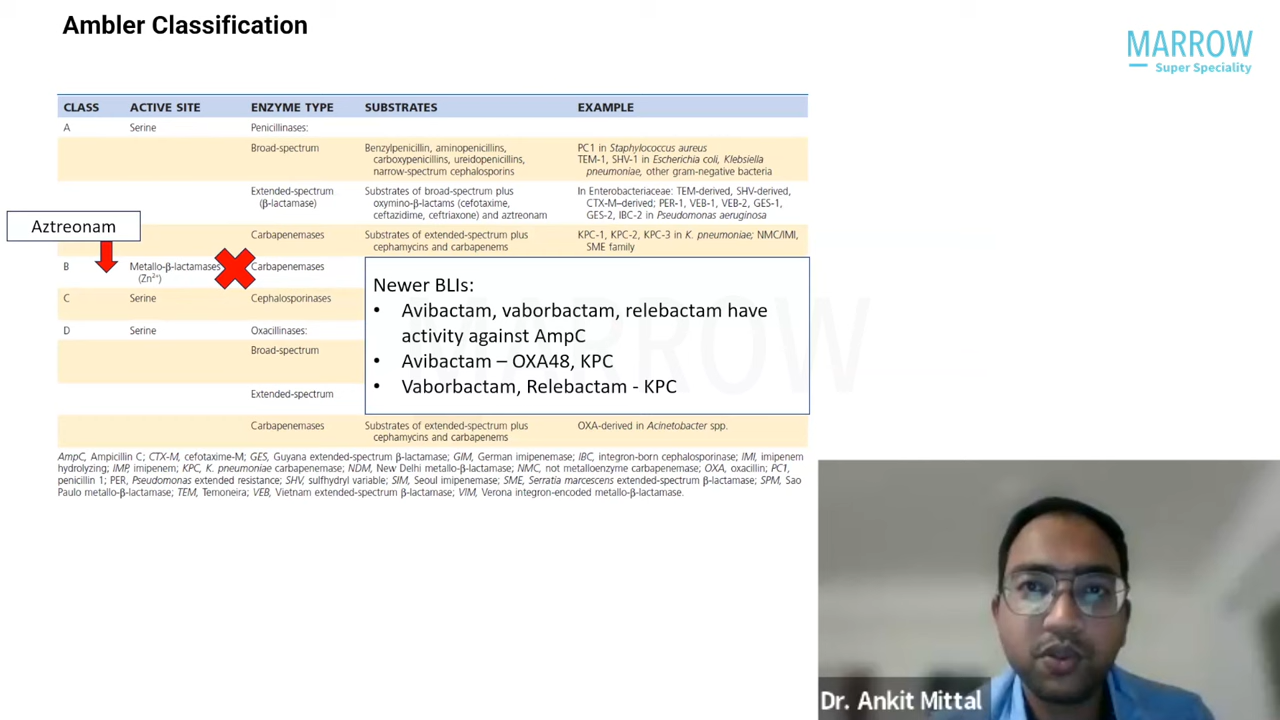 Ambler Classification
MARROW
Super Speciality
CLASS ACTIVE SITE ENZYME TYPE SUBSTRATES EXAMPLE
A Serine Penicillinases:
Broad-spectrum Benzylpenicillin, aminopenicillins, PC1 in Staphylococcus aureus
carboxypenicillins, ureidopenicillins, TEM-1, SHV-1 in Escherichia coli, Klebsiella
narrow-spectrum cephalosporins pneumoniae, other gram-negative bacteria
Extended-spectrum Substrates of broad-spectrum plus In Enterobacteriaceae: TEM-derived, SHV-derived,
(β-lactamase) oxymino-β-lactams (cefotaxime, CTX-M–derived; PER-1, VEB-1, VEB-2, GES-1,
ceftazidime, ceftriaxone) and aztreonam GES-2, IBC-2 in Pseudomonas aeruginosa
Aztreonam
Carbapenemases Substrates of extended-spectrum plus KPC-1, KPC-2, KPC-3 in K. pneumoniae; NMC/IMI,
cephamycins and carbapenems SME family
B Metallo-β-lactamases Carbapenemases
(Zn²⁺)
C Serine Cephalosporinases
D Serine Oxacillinases:
Broad-spectrum
Extended-spectrum
Newer BLIs:
• Avibactam, vaborbactam, relebactam have
activity against AmpC
• Avibactam – OXA48, KPC
• Vaborbactam, Relebactam - KPC
Carbapenemases Substrates of extended-spectrum plus OXA-derived in Acinetobacter spp.
cephamycins and carbapenems
AmpC, Ampicillin C; CTX-M, cefotaxime-M; GES, Guyana extended-spectrum β-lactamase; GIM, German imipenemase; IBC, integron-born cephalosporinase; IMI, imipenem
hydrolyzing; IMP, imipenem; KPC, K. pneumoniae carbapenemase; NDM, New Delhi metallo-β-lactamase; NMC, not metalloenzyme carbapenemase; OXA, oxacillin; PC1,
penicillin 1; PER, Pseudomonas extended resistance; SHV, sulfhydryl variable; SIM, Seoul imipenemase; SME, Serratia marcescens extended-spectrum β-lactamase; SPM, Sao
Paulo metallo-β-lactamase; TEM, Temoneira; VEB, Vietnam extended-spectrum β-lactamase; VIM, Verona integron-encoded metallo-β-lactamase.
Dr. Ankit Mittal